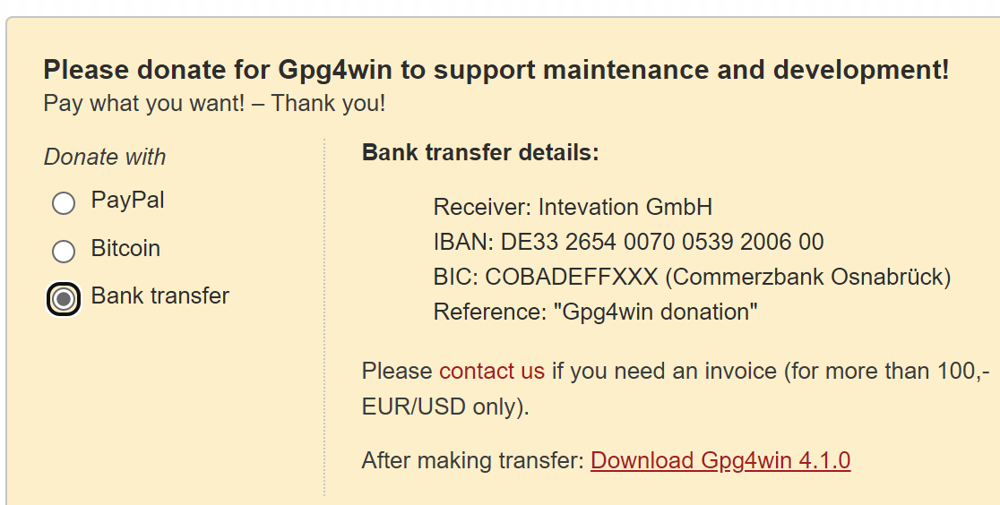 Please donate for Gpg4win to support maintenance and development!
Pay what you want! – Thank you!
Donate with
PayPal
Bitcoin
Bank transfer
Bank transfer details:
Receiver: Intevation GmbH
IBAN: DE33 2654 0070 0539 2006 00
BIC: COBADEFFXXX (Commerzbank Osnabrück)
Reference: "Gpg4win donation"
Please contact us if you need an invoice (for more than 100,-
EUR/USD only).
After making transfer: Download Gpg4win 4.1.0